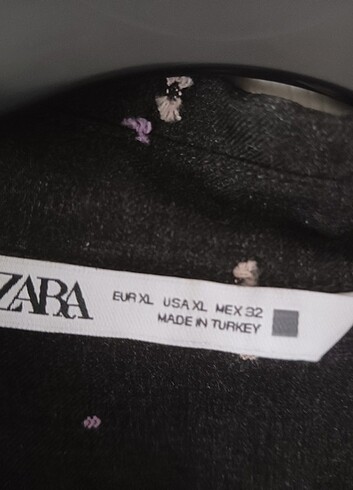 ZARA
EUR XL USA XL MEX 32
MADE IN TURKEY